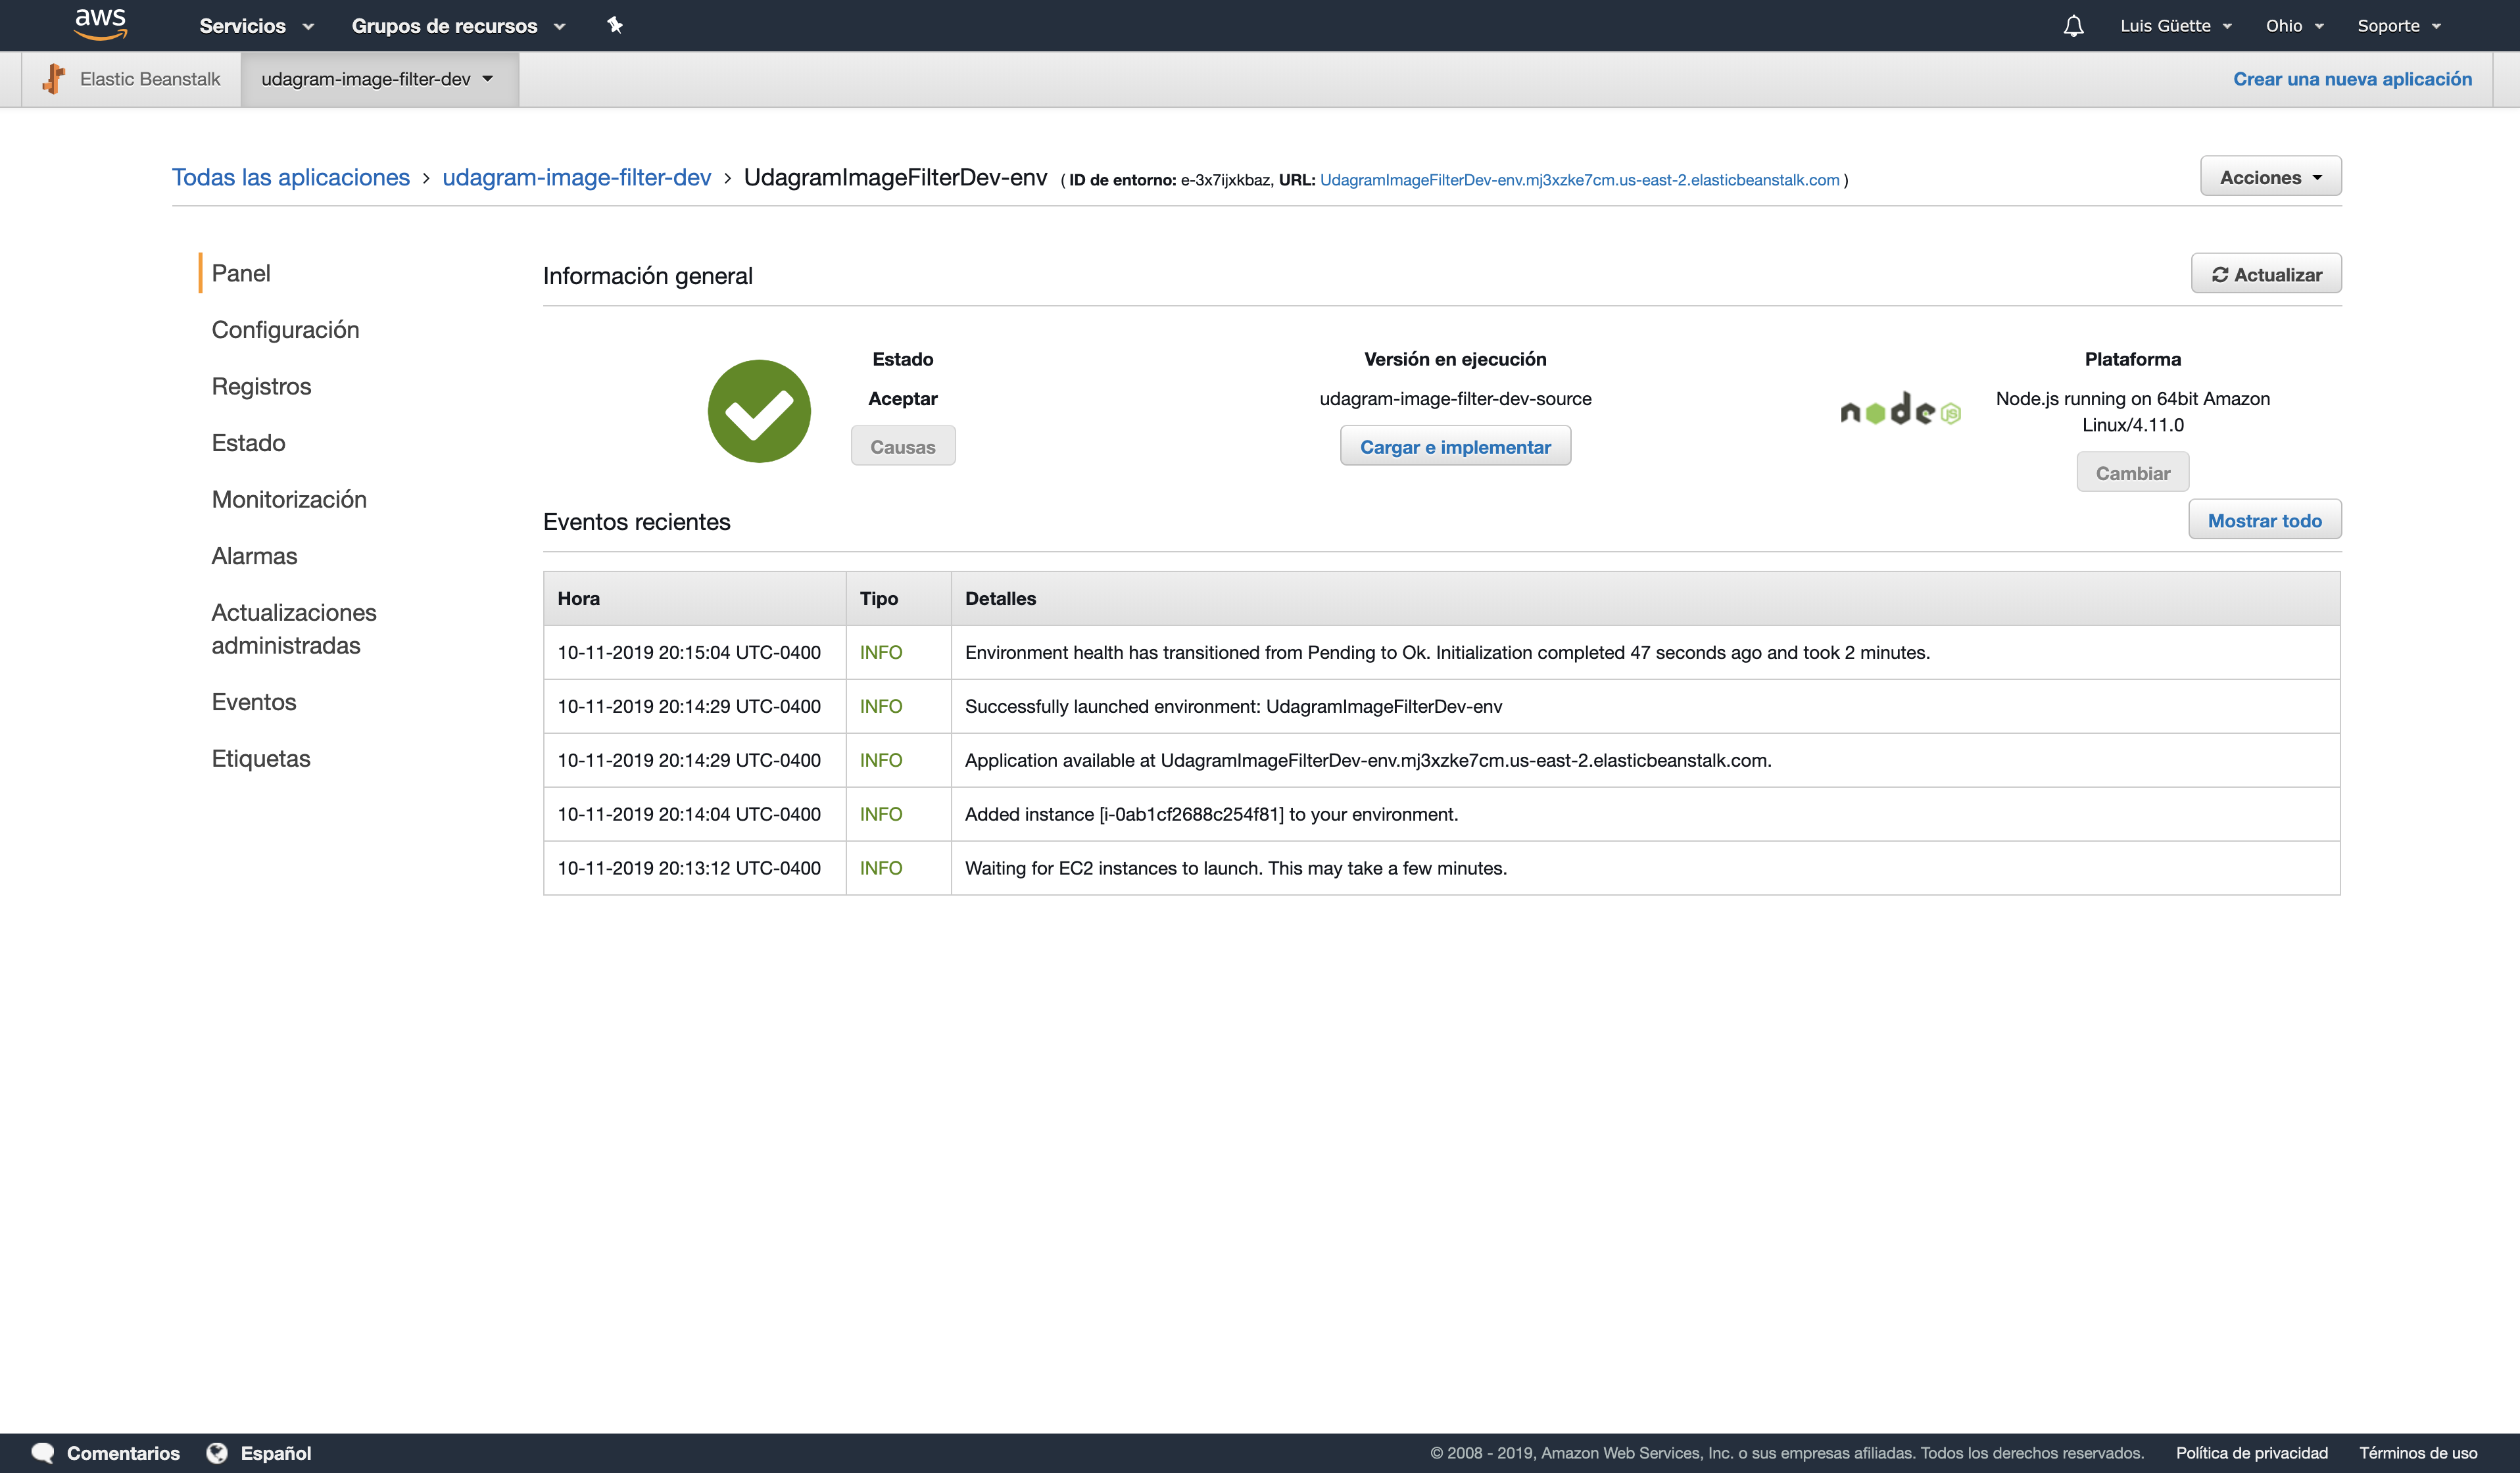 aws Servicios Grupos de recursos Luis Güette Ohio Soporte
Elastic Beanstalk udagram-image-filter-dev Crear una nueva aplicación
Todas las aplicaciones › udagram-image-filter-dev › UdagramImageFilterDev-env ( ID de entorno: e-3x7ijxkbaz, URL: UdagramImageFilterDev-env.mj3xzke7cm.us-east-2.elasticbeanstalk.com )
Acciones
Panel
Configuración
Registros
Estado
Monitorización
Alarmas
Actualizaciones
administradas
Eventos
Etiquetas
Información general
Actualizar
Estado
Aceptar
Causas
Versión en ejecución
udagram-image-filter-dev-source
Cargar e implementar
node js
Plataforma
Node.js running on 64bit Amazon
Linux/4.11.0
Cambiar
Eventos recientes
Mostrar todo
Hora Tipo Detalles
10-11-2019 20:15:04 UTC-0400 INFO Environment health has transitioned from Pending to Ok. Initialization completed 47 seconds ago and took 2 minutes.
10-11-2019 20:14:29 UTC-0400 INFO Successfully launched environment: UdagramImageFilterDev-env
10-11-2019 20:14:29 UTC-0400 INFO Application available at UdagramImageFilterDev-env.mj3xzke7cm.us-east-2.elasticbeanstalk.com.
10-11-2019 20:14:04 UTC-0400 INFO Added instance [i-0ab1cf2688c254f81] to your environment.
10-11-2019 20:13:12 UTC-0400 INFO Waiting for EC2 instances to launch. This may take a few minutes.
Comentarios Español © 2008 - 2019, Amazon Web Services, Inc. o sus empresas afiliadas. Todos los derechos reservados. Política de privacidad Términos de uso